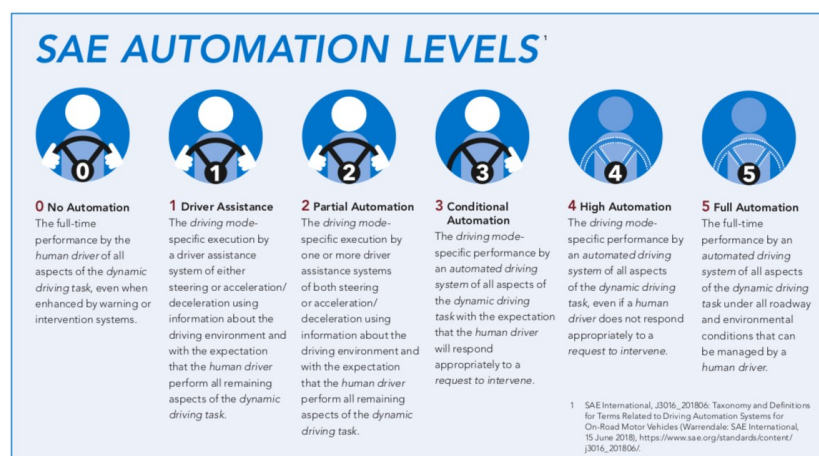 SAE AUTOMATION LEVELS 1
0
1
2
3
4
5
0 No Automation
The full-time
performance by the
human driver of all
aspects of the dynamic
driving task, even when
enhanced by warning or
intervention systems.
1 Driver Assistance
The driving mode-
specific execution by
a driver assistance
system of either
steering or acceleration/
deceleration using
information about the
driving environment and
with the expectation
that the human driver
perform all remaining
aspects of the dynamic
driving task.
2 Partial Automation
The driving mode-
specific execution by
one or more driver
assistance systems
of both steering
or acceleration/
deceleration using
information about the
driving environment and
with the expectation
that the human driver
perform all remaining
aspects of the dynamic
driving task.
3 Conditional
Automation
The driving mode-
specific performance by
an automated driving
system of all aspects of
the dynamic driving
task with the expectation
that the human driver
will respond
appropriately to a
request to intervene.
4 High Automation
The driving mode-
specific performance by
an automated driving
system of all aspects
of the dynamic driving
task, even if a human
driver does not respond
appropriately to a
request to intervene.
5 Full Automation
The full-time
performance by an
automated driving
system of all aspects
of the dynamic driving
task under all roadway
and environmental
conditions that can
be managed by a
human driver.
1 SAE International, J3016_201806: Taxonomy and Definitions
for Terms Related to Driving Automation Systems for
On-Road Motor Vehicles (Warrendale: SAE International,
15 June 2018), https://www.sae.org/standards/content/
j3016_201806/.